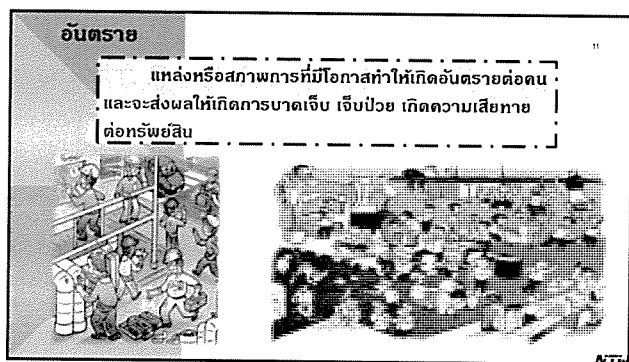 อันตราย
11
แหล่งหรือสภาพการที่มีโอกาสทำให้เกิดอันตรายต่อคน
และจะส่งผลให้เกิดการบาดเจ็บ เจ็บป่วย เกิดความเสียหาย
ต่อทรัพย์สิน